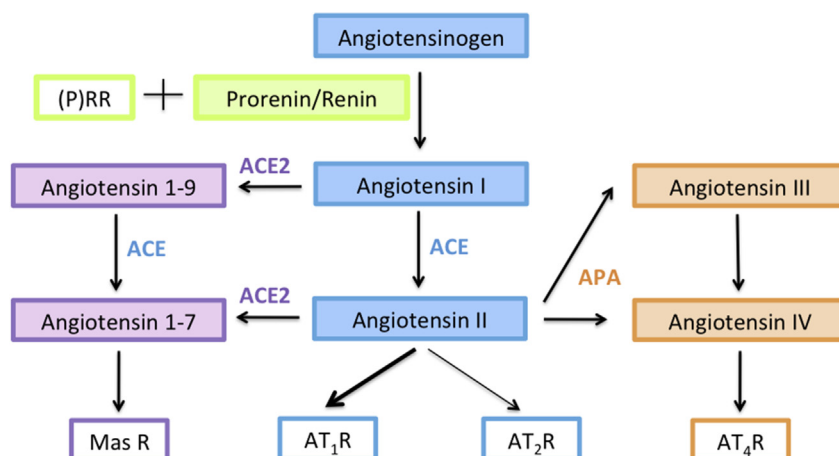 Angiotensinogen
(P)RR
Prorenin/Renin
Angiotensin 1-9
ACE2
Angiotensin I
Angiotensin III
ACE
ACE
APA
Angiotensin 1-7
ACE2
Angiotensin II
Angiotensin IV
Mas R
AT₁R
AT₂R
AT₄R